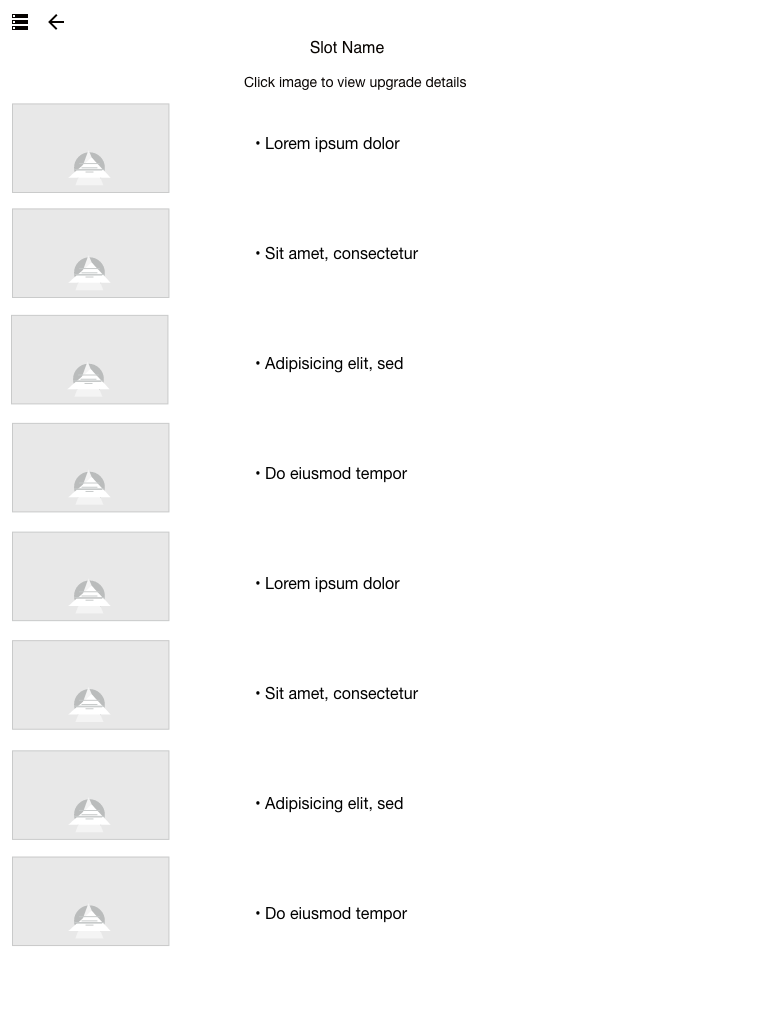 Slot Name
Click image to view upgrade details
• Lorem ipsum dolor
• Sit amet, consectetur
• Adipisicing elit, sed
• Do eiusmod tempor
• Lorem ipsum dolor
• Sit amet, consectetur
• Adipisicing elit, sed
• Do eiusmod tempor